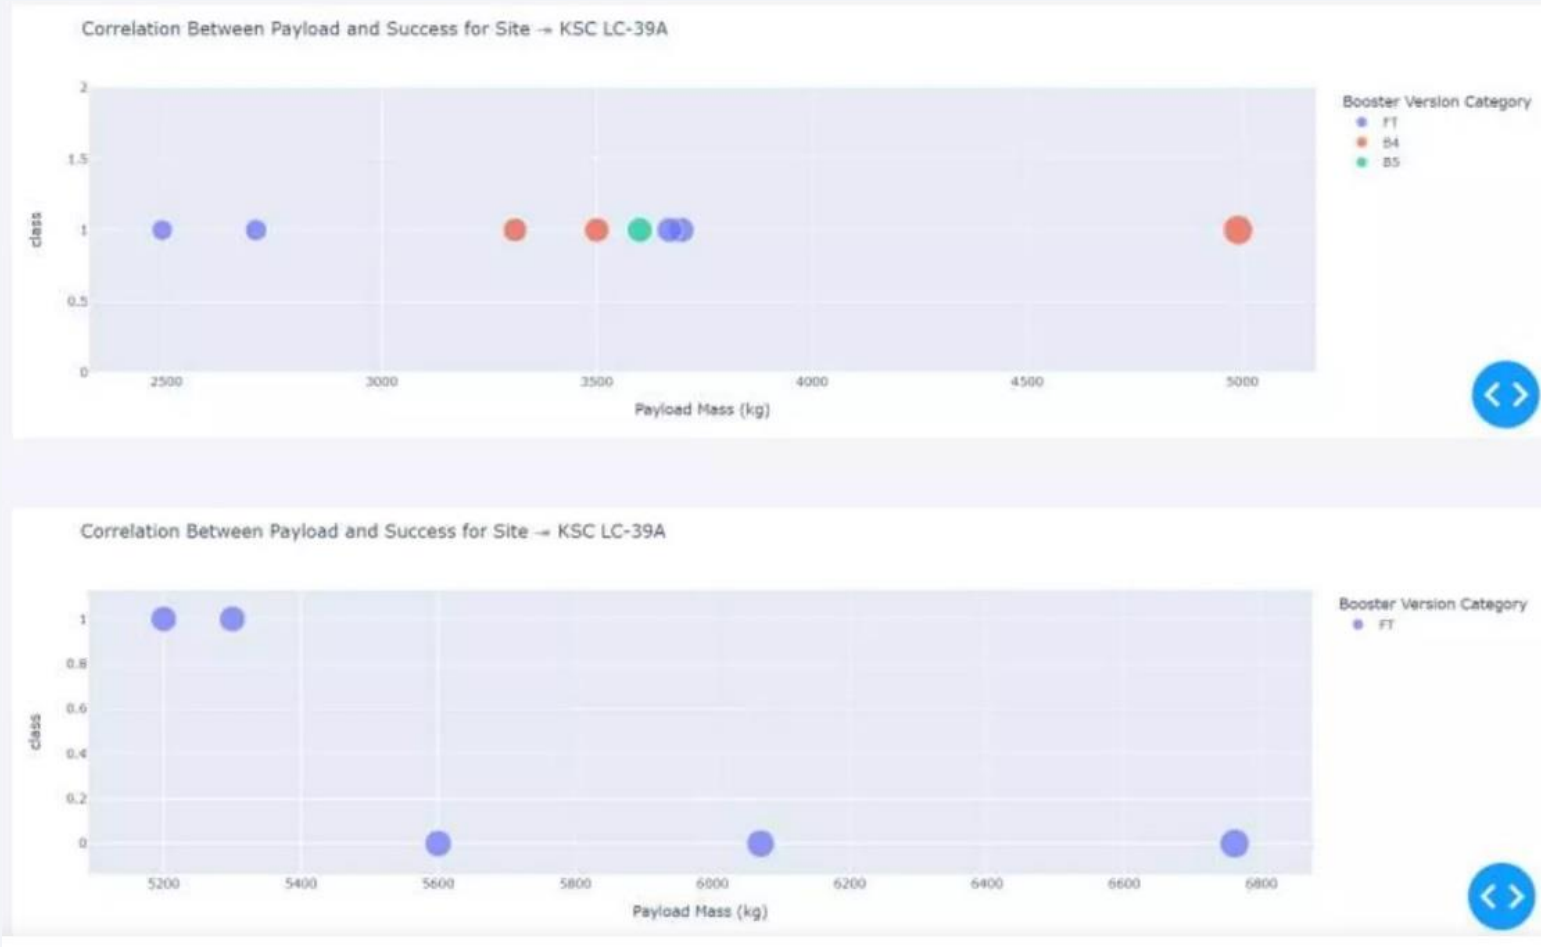 Correlation Between Payload and Success for Site → KSC LC-39A
Booster Version Category
FT
B4
B5
class
2
1.5
1
0.5
0
2500 3000 3500 4000 4500 5000
Payload Mass (kg)
Correlation Between Payload and Success for Site → KSC LC-39A
Booster Version Category
FT
class
1
0.8
0.6
0.4
0.2
0
5200 5400 5600 5800 6000 6200 6400 6600 6800
Payload Mass (kg)